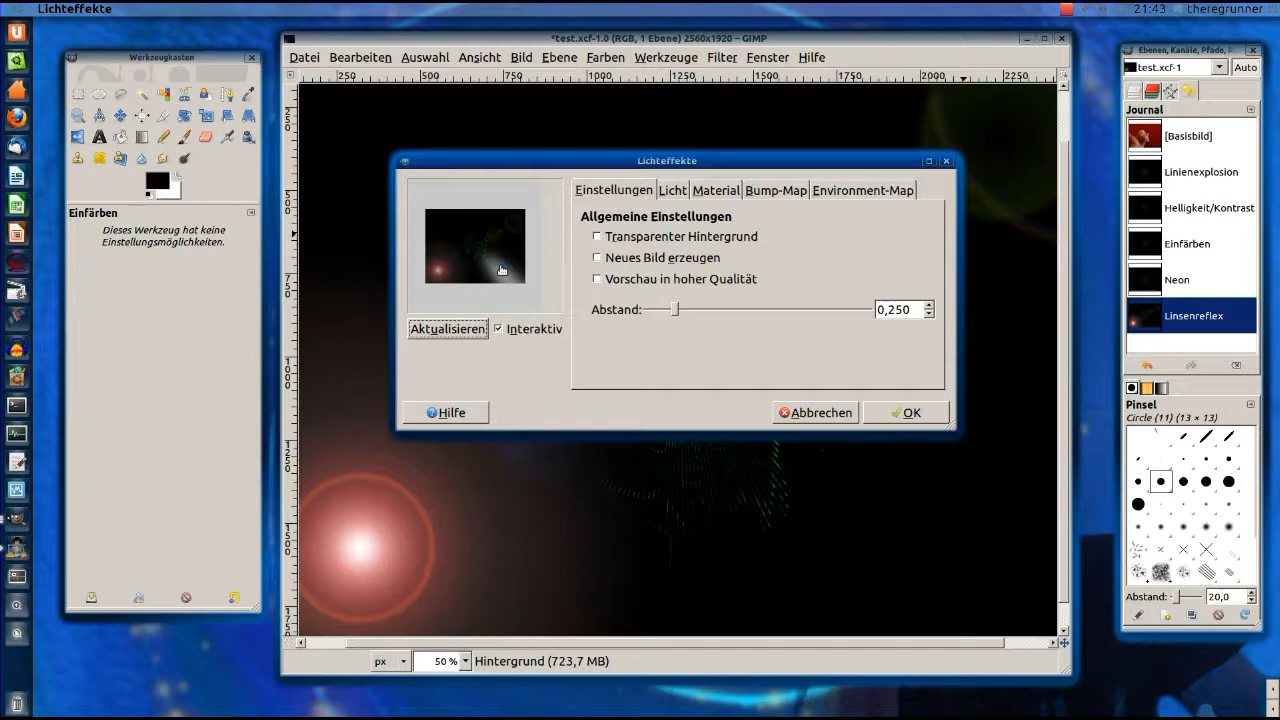 Lichteffekte
21:43 theregrunner
Werkzeugkasten
Einfärben
Dieses Werkzeug hat keine
Einstellungsmöglichkeiten.
*test.xcf-1.0 (RGB, 1 Ebene) 2560x1920 – GIMP
Datei Bearbeiten Auswahl Ansicht Bild Ebene Farben Werkzeuge Filter Fenster Hilfe
250 500 750 1000 1250 1500 1750 2000 2250
Lichteffekte
Einstellungen Licht Material Bump-Map Environment-Map
Allgemeine Einstellungen
Transparenter Hintergrund
Neues Bild erzeugen
Vorschau in hoher Qualität
Abstand: 0,250
Aktualisieren Interaktiv
Hilfe Abbrechen OK
px 50 % Hintergrund (723,7 MB)
Ebenen, Kanäle, Pfade, R
test.xcf-1 Auto
Journal
[Basisbild]
Linienexplosion
Helligkeit/Kontrast
Einfärben
Neon
Linsenreflex
Pinsel
Circle (11) (13 × 13)
Abstand: 20,0